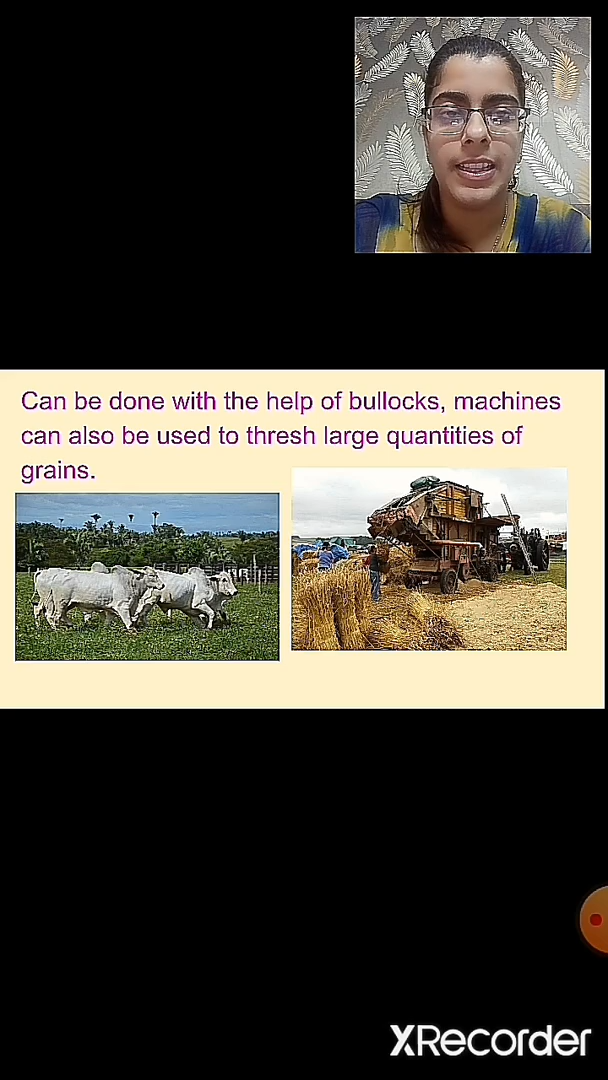 Can be done with the help of bullocks, machines
can also be used to thresh large quantities of
grains.
XRecorder